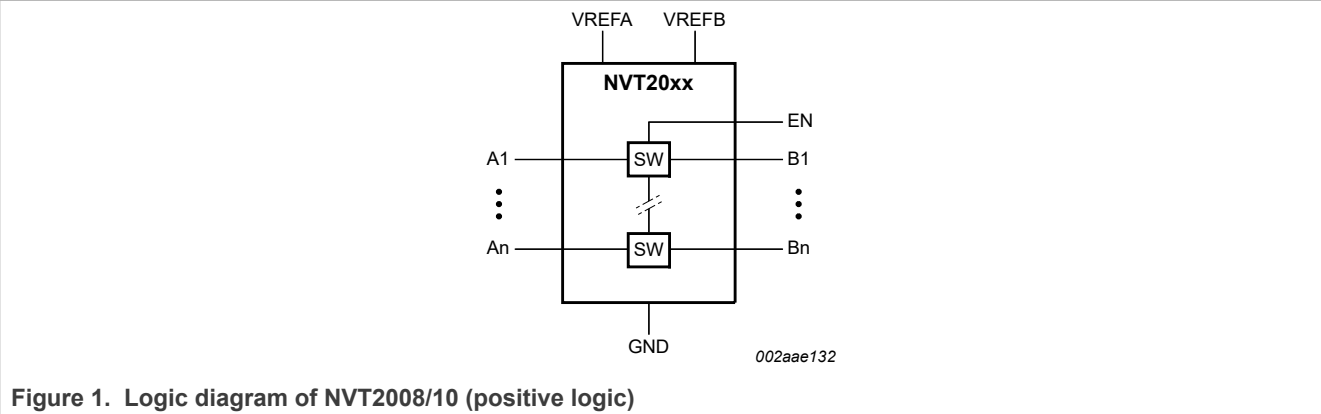 VREFA VREFB
NVT20xx
EN
A1 SW B1
An SW Bn
GND
002aae132
Figure 1. Logic diagram of NVT2008/10 (positive logic)